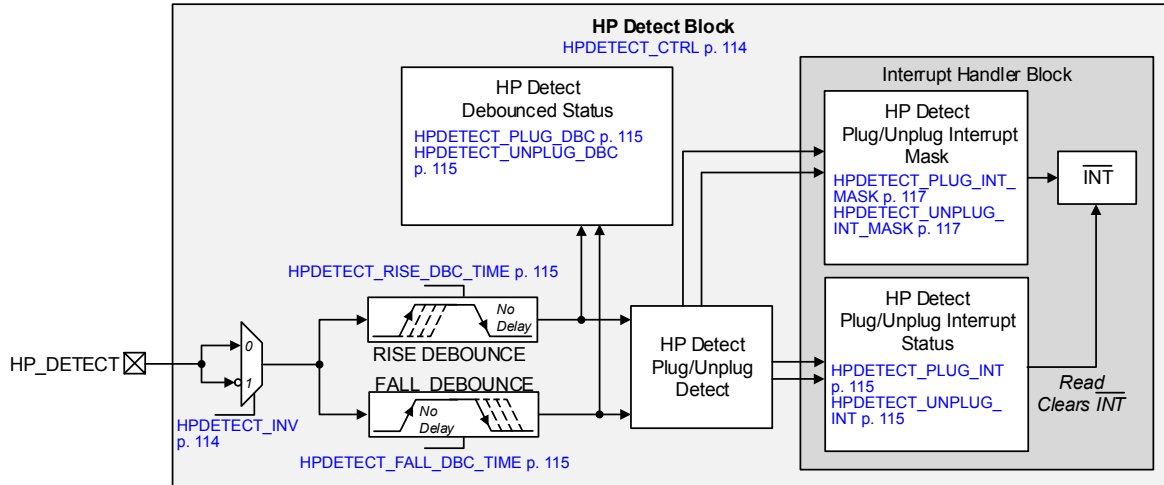 HP Detect Block
HPDETECT_CTRL p. 114
HP Detect
Debounced Status
HPDETECT_PLUG_DBC p. 115
HPDETECT_UNPLUG_DBC
p. 115
Interrupt Handler Block
HP Detect
Plug/Unplug Interrupt
Mask
HPDETECT_PLUG_INT_
MASK p. 117
HPDETECT_UNPLUG_
INT_MASK p. 117
INT
HPDETECT_RISE_DBC_TIME p. 115
No
Delay
RISE DEBOUNCE
HP_DETECT
0
1
HPDETECT_INV
p. 114
FALL DEBOUNCE
No
Delay
HPDETECT_FALL_DBC_TIME p. 115
HP Detect
Plug/Unplug
Detect
HP Detect
Plug/Unplug Interrupt
Status
HPDETECT_PLUG_INT
p. 115
HPDETECT_UNPLUG_
INT p. 115
Read
Clears INT